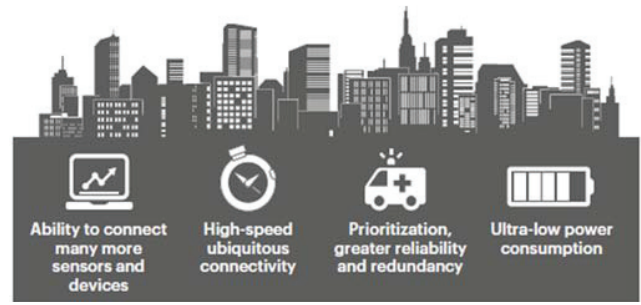 Ability to connect
many more
sensors and
devices
High-speed
ubiquitous
connectivity
Prioritization,
greater reliability
and redundancy
Ultra-low power
consumption